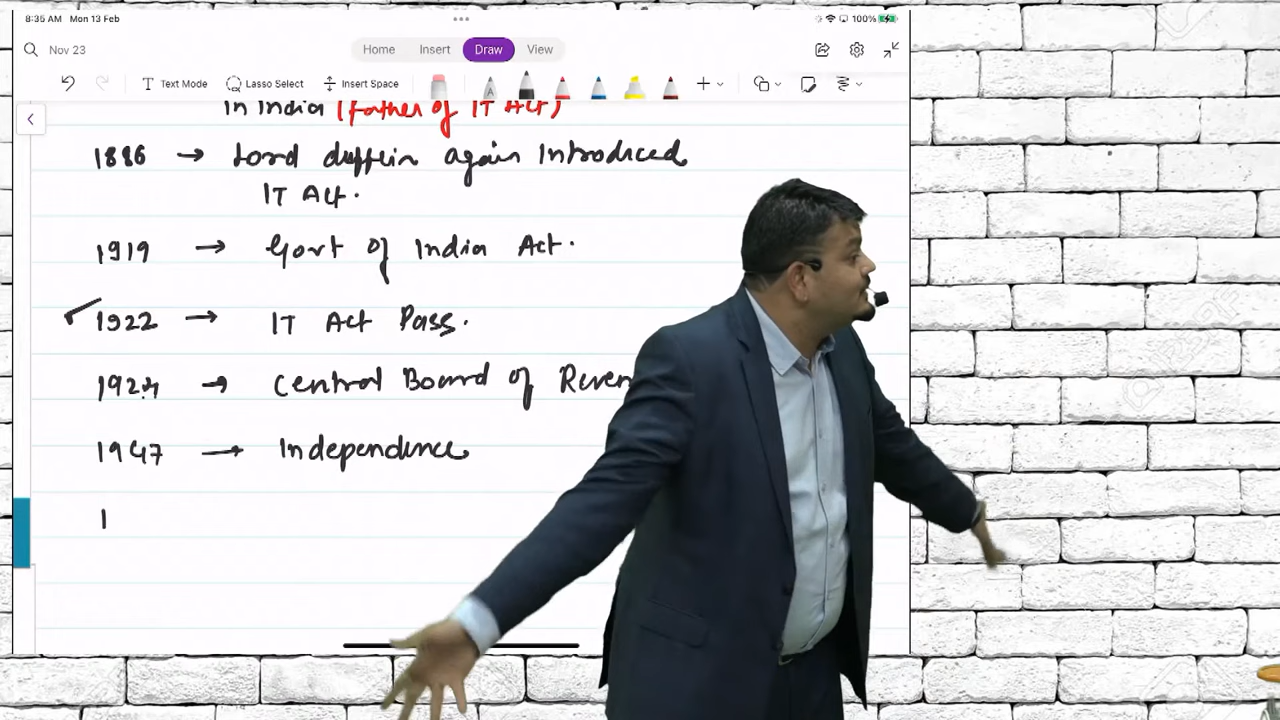 8:35 AM Mon 13 Feb
100%
Nov 23
Home Insert Draw View
Text Mode Lasso Select Insert Space
In India (father of IT Act)
1886 → Lord dufferin again Introduced
IT Act.
1919 → Govt of India Act.
1922 → IT Act Pass.
1924 → Central Board of Reven
1947 → Independence
1